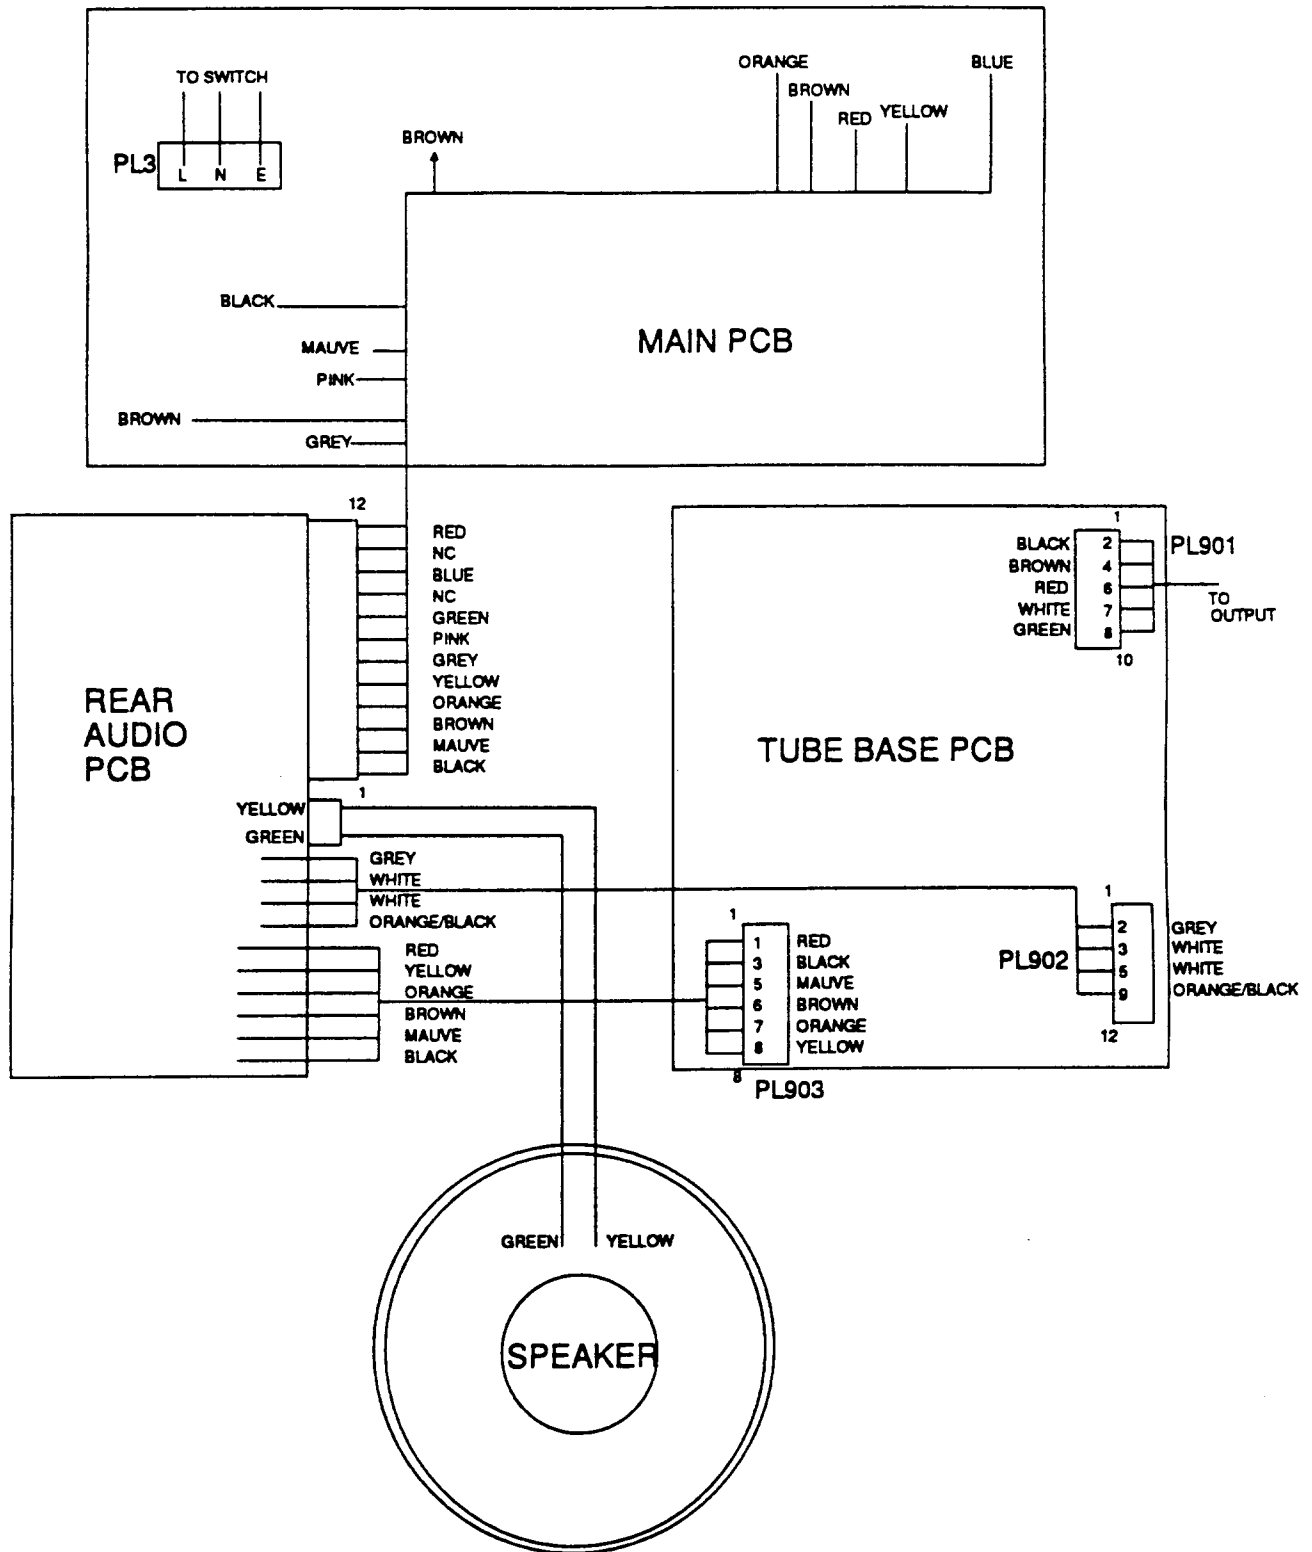 TO SWITCH
PL3
L N E
BROWN
ORANGE
BROWN
RED
YELLOW
BLUE
BLACK
MAUVE
PINK
BROWN
GREY
MAIN PCB
12
RED
NC
BLUE
NC
GREEN
PINK
GREY
YELLOW
ORANGE
BROWN
MAUVE
BLACK
1
REAR
AUDIO
PCB
YELLOW
GREEN
GREY
WHITE
WHITE
ORANGE/BLACK
RED
YELLOW
ORANGE
BROWN
MAUVE
BLACK
1
BLACK 2
BROWN 4
RED 6
WHITE 7
GREEN 8
10
PL901
TO
OUTPUT
TUBE BASE PCB
1
1 RED
3 BLACK
5 MAUVE
6 BROWN
7 ORANGE
8 YELLOW
8
PL903
PL902
1
2 GREY
3 WHITE
5 WHITE
9 ORANGE/BLACK
12
GREEN
YELLOW
SPEAKER